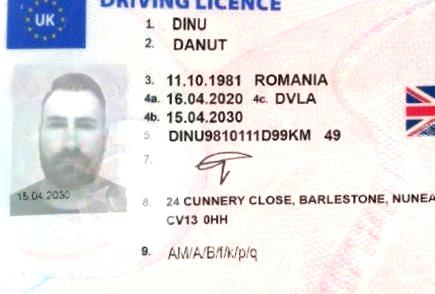 DRIVING LICENCE
UK
1. DINU
2. DANUT
3. 11.10.1981 ROMANIA
4a. 16.04.2020 4c. DVLA
4b. 15.04.2030
5. DINU9810111D99KM 49
7.
15.04.2030
8. 24 CUNNERY CLOSE, BARLESTONE, NUNEA
CV13 0HH
9. AM/A/B/f/k/p/q